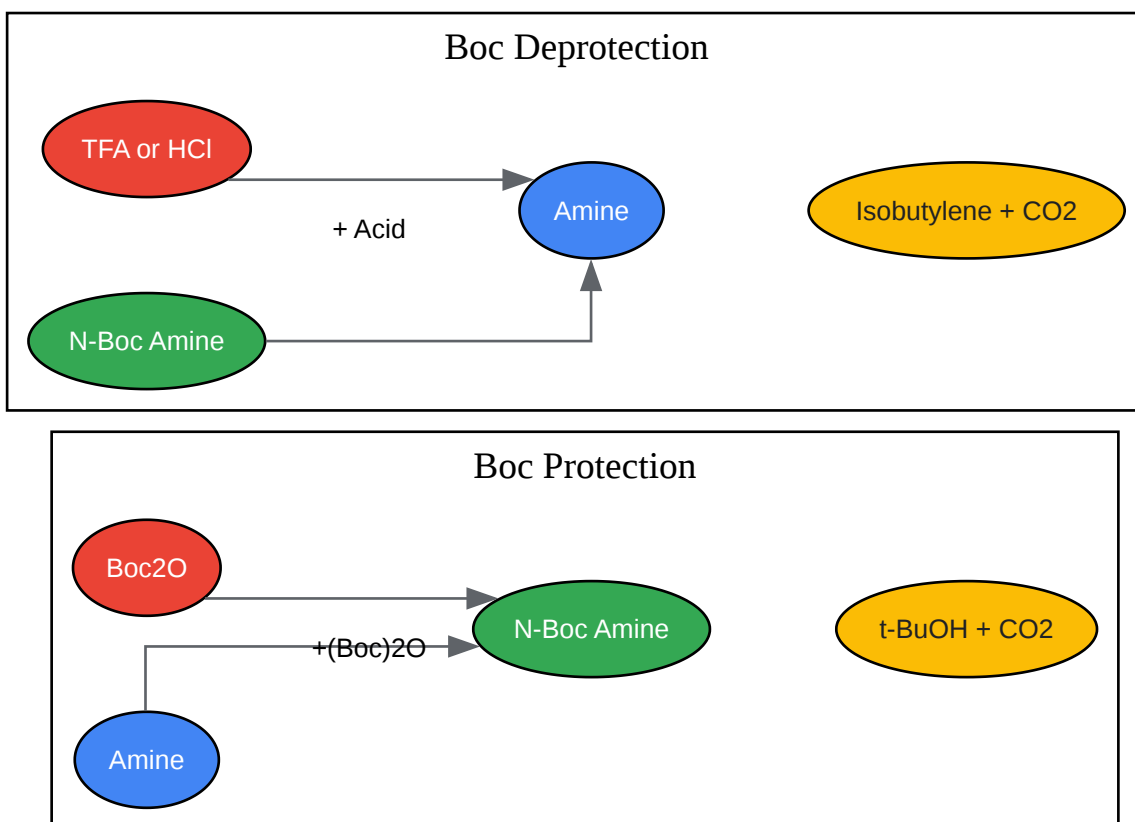 Boc Deprotection
TFA or HCl
Amine
Isobutylene + CO2
+ Acid
N-Boc Amine
Boc Protection
Boc2O
N-Boc Amine
t-BuOH + CO2
+(Boc)2O
Amine